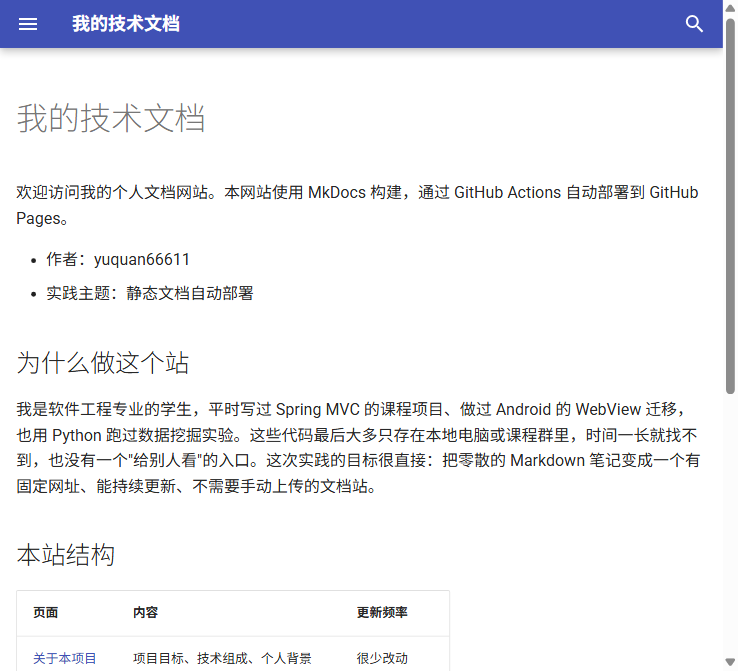 我的技术文档
我的技术文档
欢迎访问我的个人文档网站。本网站使用 MkDocs 构建，通过 GitHub Actions 自动部署到 GitHub
Pages。
• 作者：yuquan66611
• 实践主题：静态文档自动部署
为什么做这个站
我是软件工程专业的学生，平时写过 Spring MVC 的课程项目、做过 Android 的 WebView 迁移，
也用 Python 跑过数据挖掘实验。这些代码最后大多只存在本地电脑或课程群里，时间一长就找不
到，也没有一个"给别人看"的入口。这次实践的目标很直接：把零散的 Markdown 笔记变成一个有
固定网址、能持续更新、不需要手动上传的文档站。
本站结构
页面 内容 更新频率
关于本项目 项目目标、技术组成、个人背景 很少改动